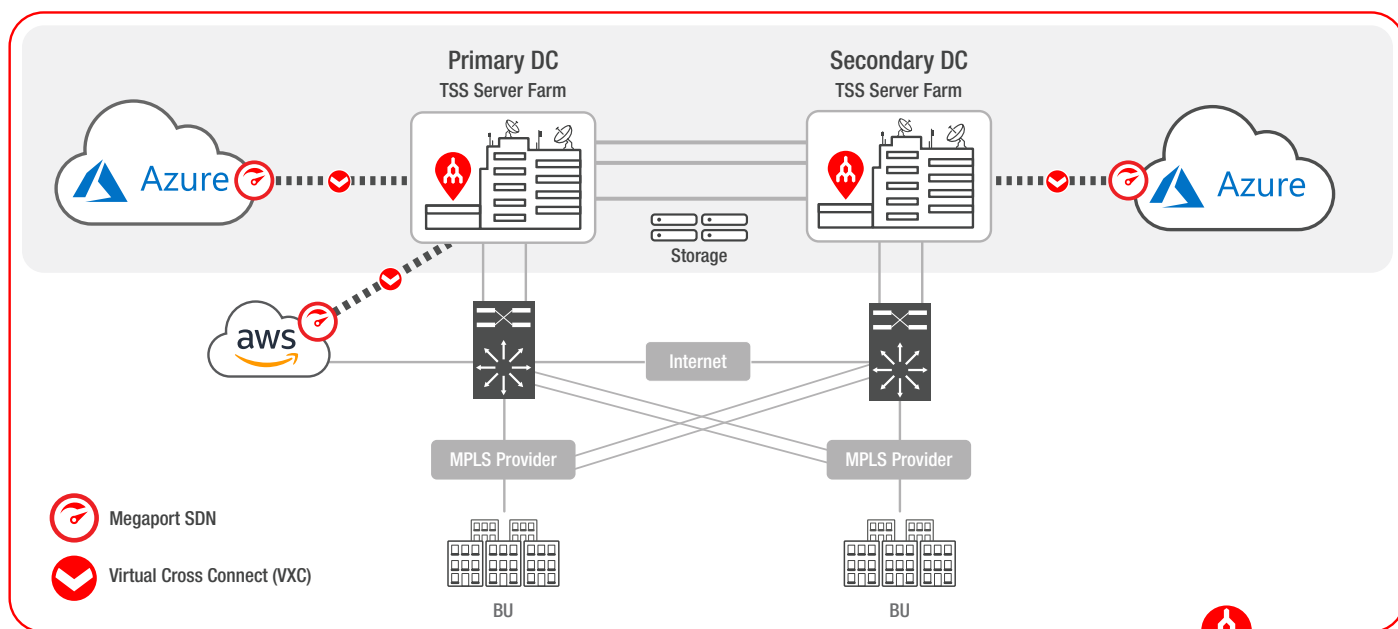 Primary DC
TSS Server Farm
Secondary DC
TSS Server Farm
Azure
Azure
Storage
aws
Internet
MPLS Provider
MPLS Provider
Megaport SDN
Virtual Cross Connect (VXC)
BU
BU